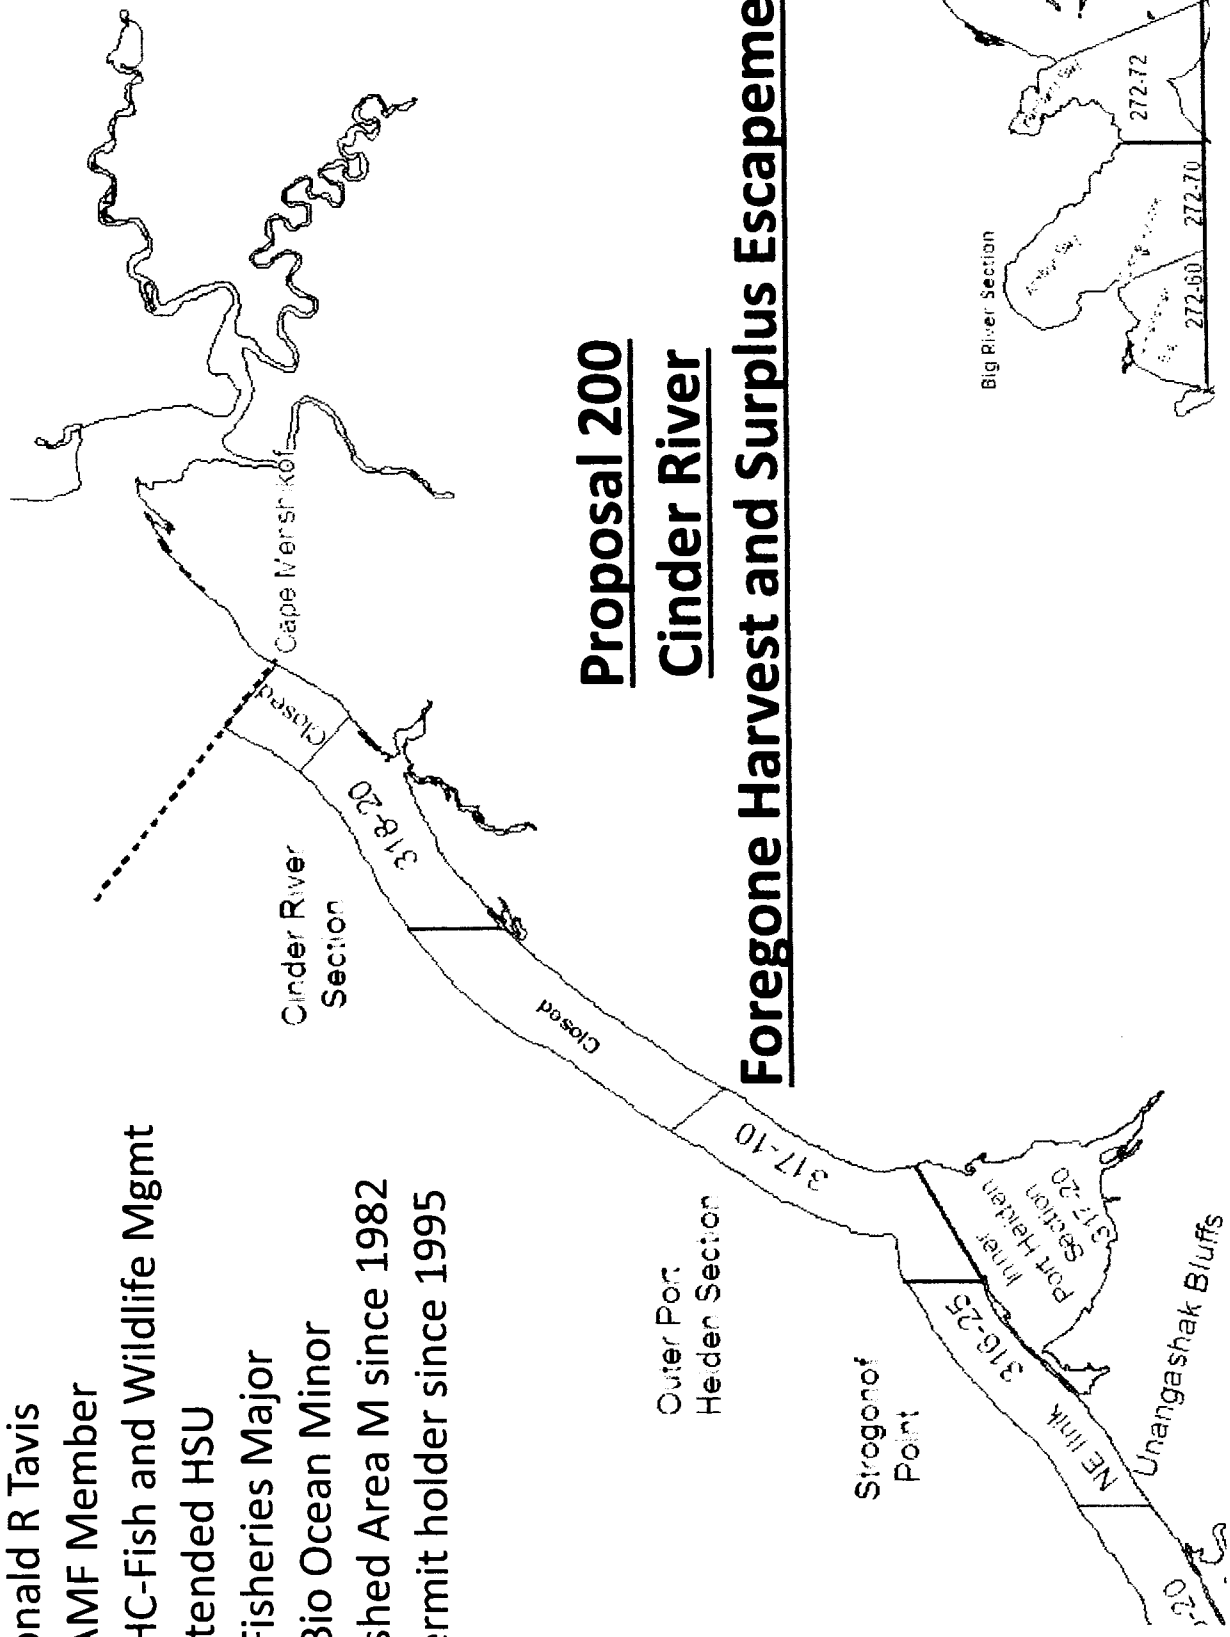 onald R Tavis
AMF Member
HC-Fish and Wildlife Mgmt
tended HSU
Fisheries Major
Bio Ocean Minor
shed Area M since 1982
ermit holder since 1995
Proposal 200
Cinder River
Foregone Harvest and Surplus Escapeme
Cape Menshikof
Closed
318-20
Cinder River
Section
Closed
317-10
Outer Port
Heiden Section
Inner
Port Heiden
Section
317-20
Strogonof
Point
316-25
NE Ilnik
Unangashak Bluffs
-20
Big River Section
272-60
272-70
272-72